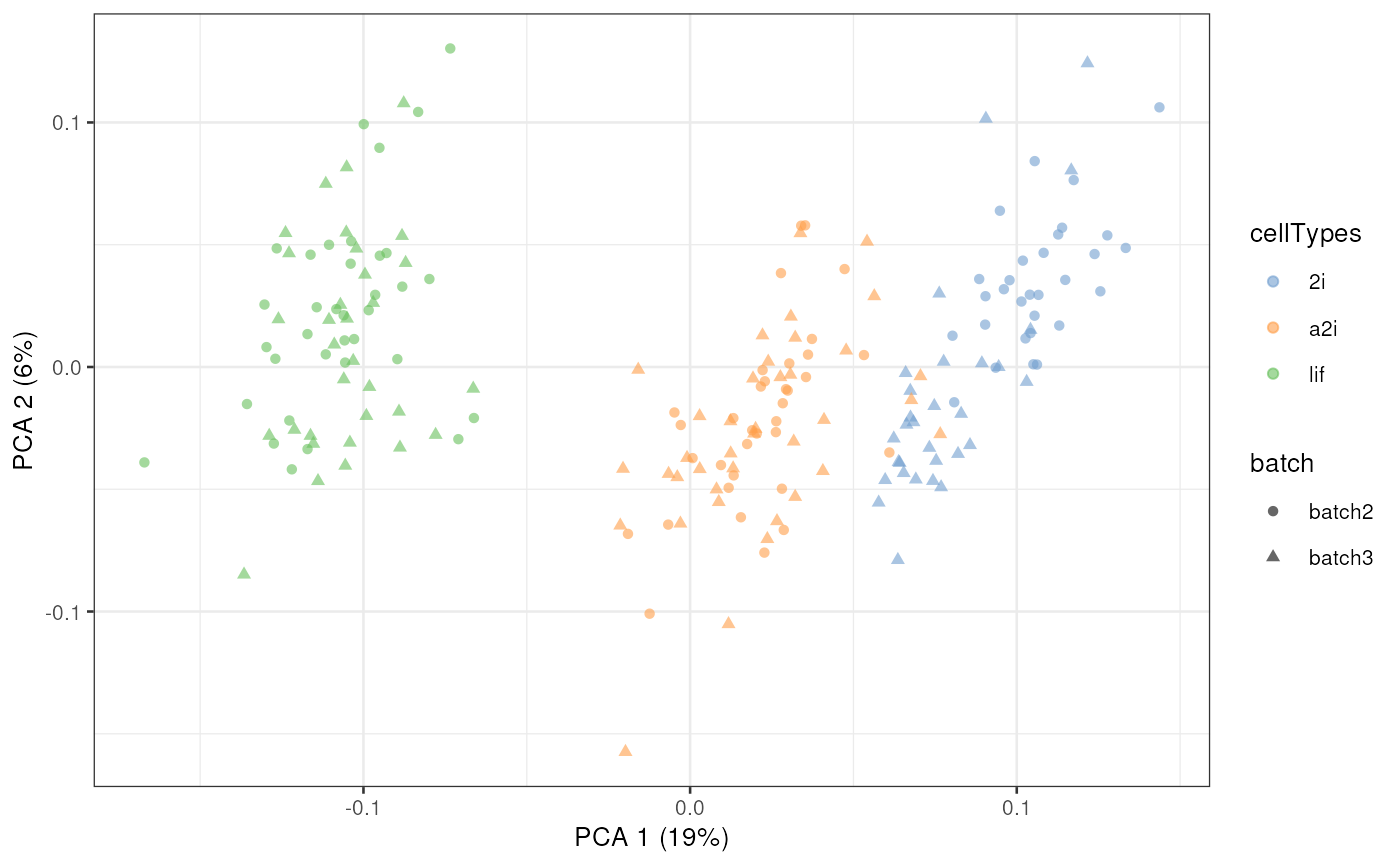 0.1
0.0
-0.1
PCA 2 (6%)
-0.1
0.0
0.1
PCA 1 (19%)
cellTypes
2i
a2i
lif
batch
batch2
batch3